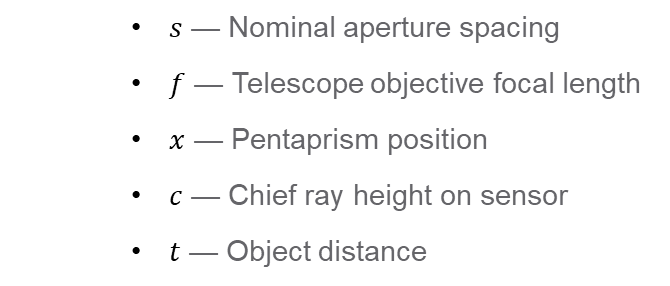 • s — Nominal aperture spacing
• f — Telescope objective focal length
• x — Pentaprism position
• c — Chief ray height on sensor
• t — Object distance